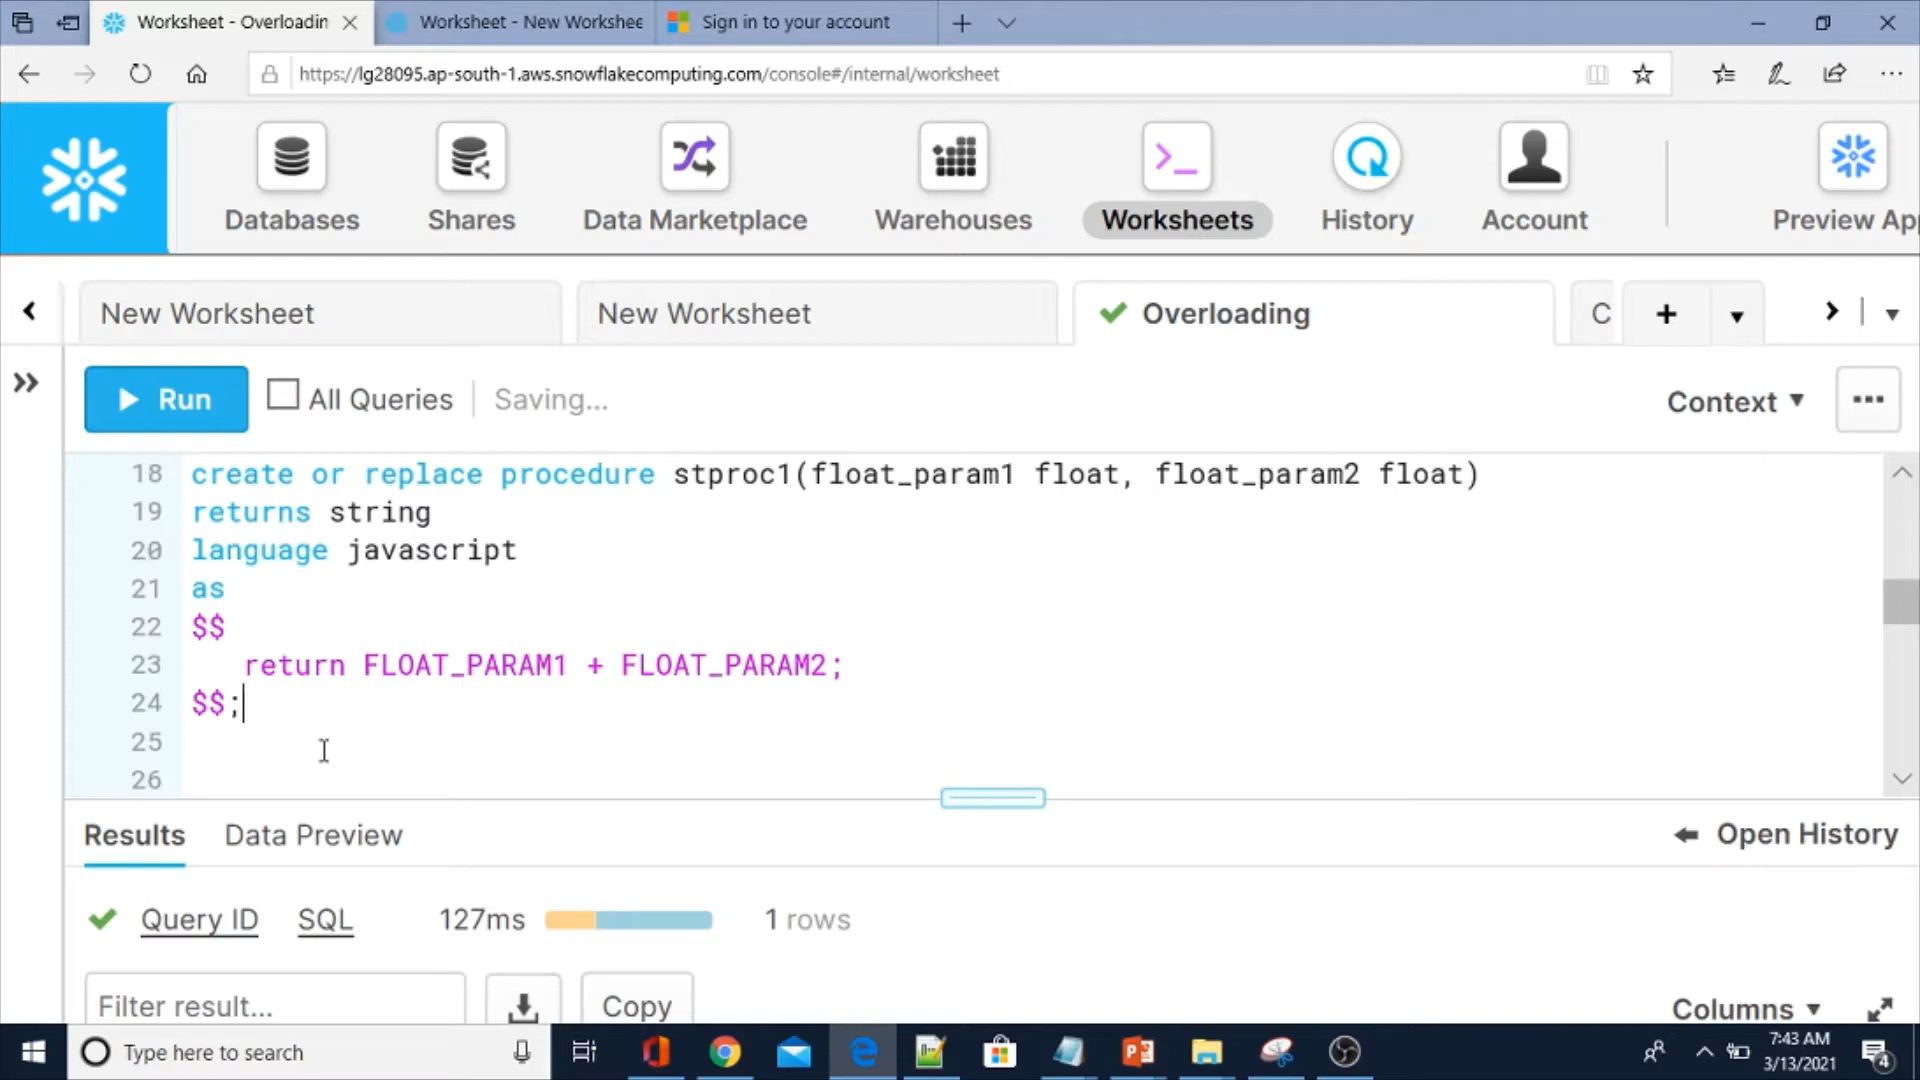 Worksheet - Overloadin
Worksheet - New Workshee
Sign in to your account
https://lg28095.ap-south-1.aws.snowflakecomputing.com/console#/internal/worksheet
Databases
Shares
Data Marketplace
Warehouses
Worksheets
History
Account
Preview Ap
New Worksheet
New Worksheet
Overloading
C
Run
All Queries
Saving...
Context
18 create or replace procedure stproc1(float_param1 float, float_param2 float)
19 returns string
20 language javascript
21 as
22 $$
23 return FLOAT_PARAM1 + FLOAT_PARAM2;
24 $$;
25
26
Results
Data Preview
Open History
Query ID
SQL
127ms
1 rows
Filter result...
Copy
Columns
Type here to search
7:43 AM
3/13/2021
4